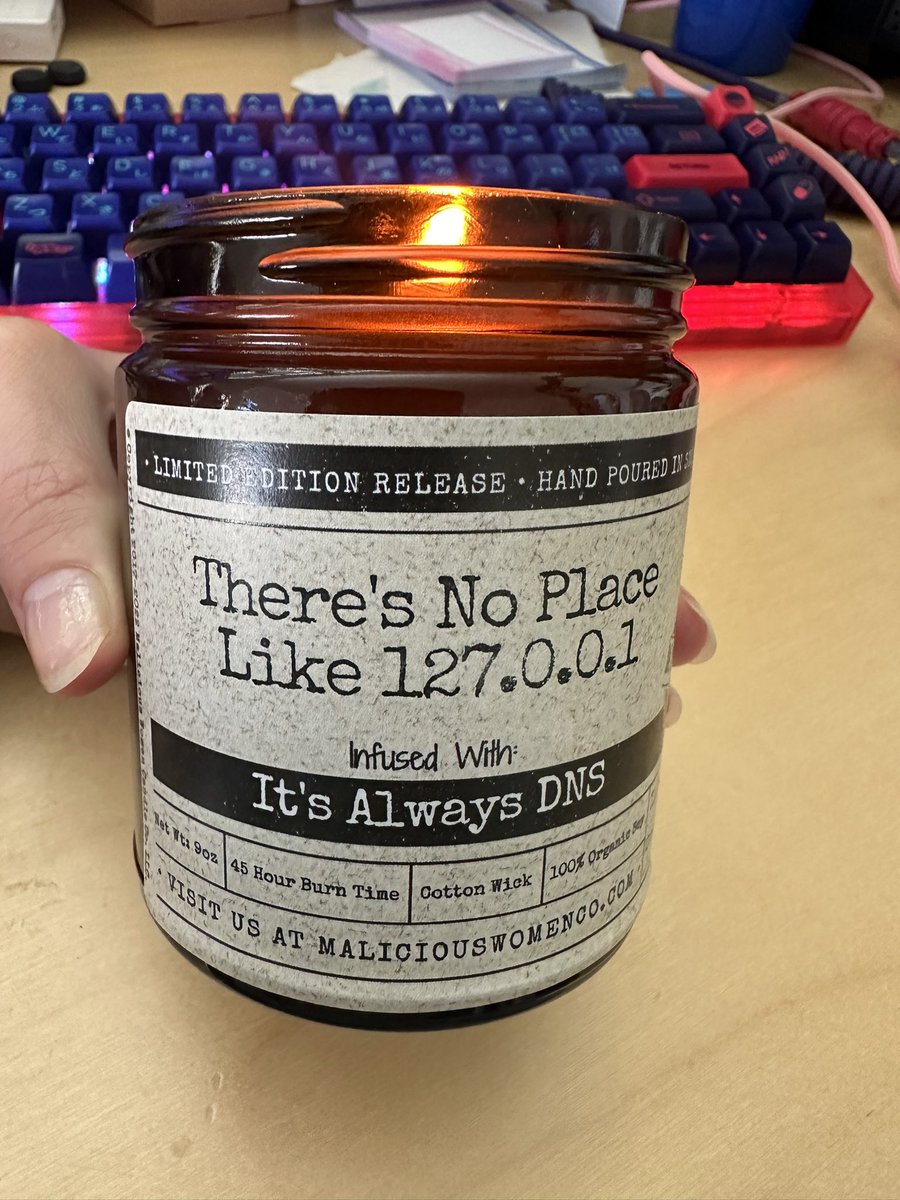 · LIMITED EDITION RELEASE · HAND POURED IN
There's No Place
Like 127.0.0.1
Infused With:
It's Always DNS
Net Wt: 9oz
45 Hour Burn Time
Cotton Wick
100% Organic Soy
· VISIT US AT MALICIOUSWOMENCO.COM